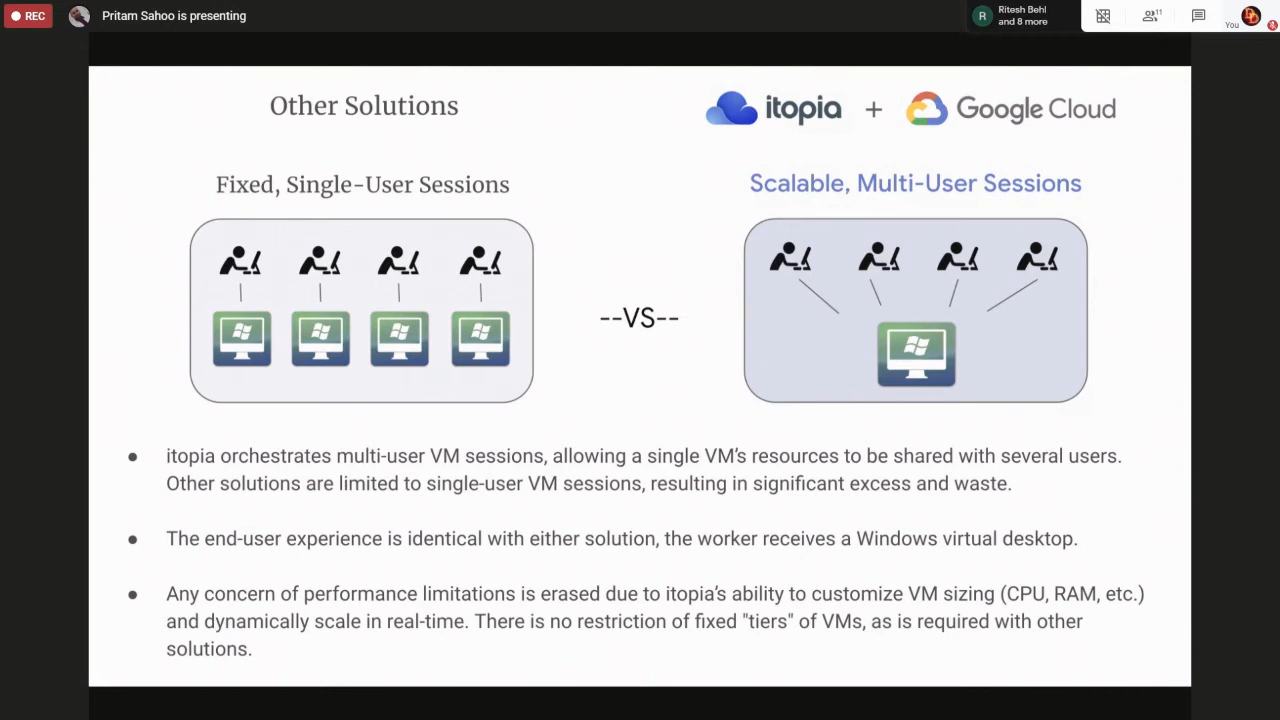 REC
Pritam Sahoo is presenting
R
Ritesh Behl
and 8 more
11
You
Other Solutions
itopia + Google Cloud
Fixed, Single-User Sessions
Scalable, Multi-User Sessions
--VS--
● itopia orchestrates multi-user VM sessions, allowing a single VM's resources to be shared with several users.
Other solutions are limited to single-user VM sessions, resulting in significant excess and waste.
● The end-user experience is identical with either solution, the worker receives a Windows virtual desktop.
● Any concern of performance limitations is erased due to itopia's ability to customize VM sizing (CPU, RAM, etc.)
and dynamically scale in real-time. There is no restriction of fixed "tiers" of VMs, as is required with other
solutions.